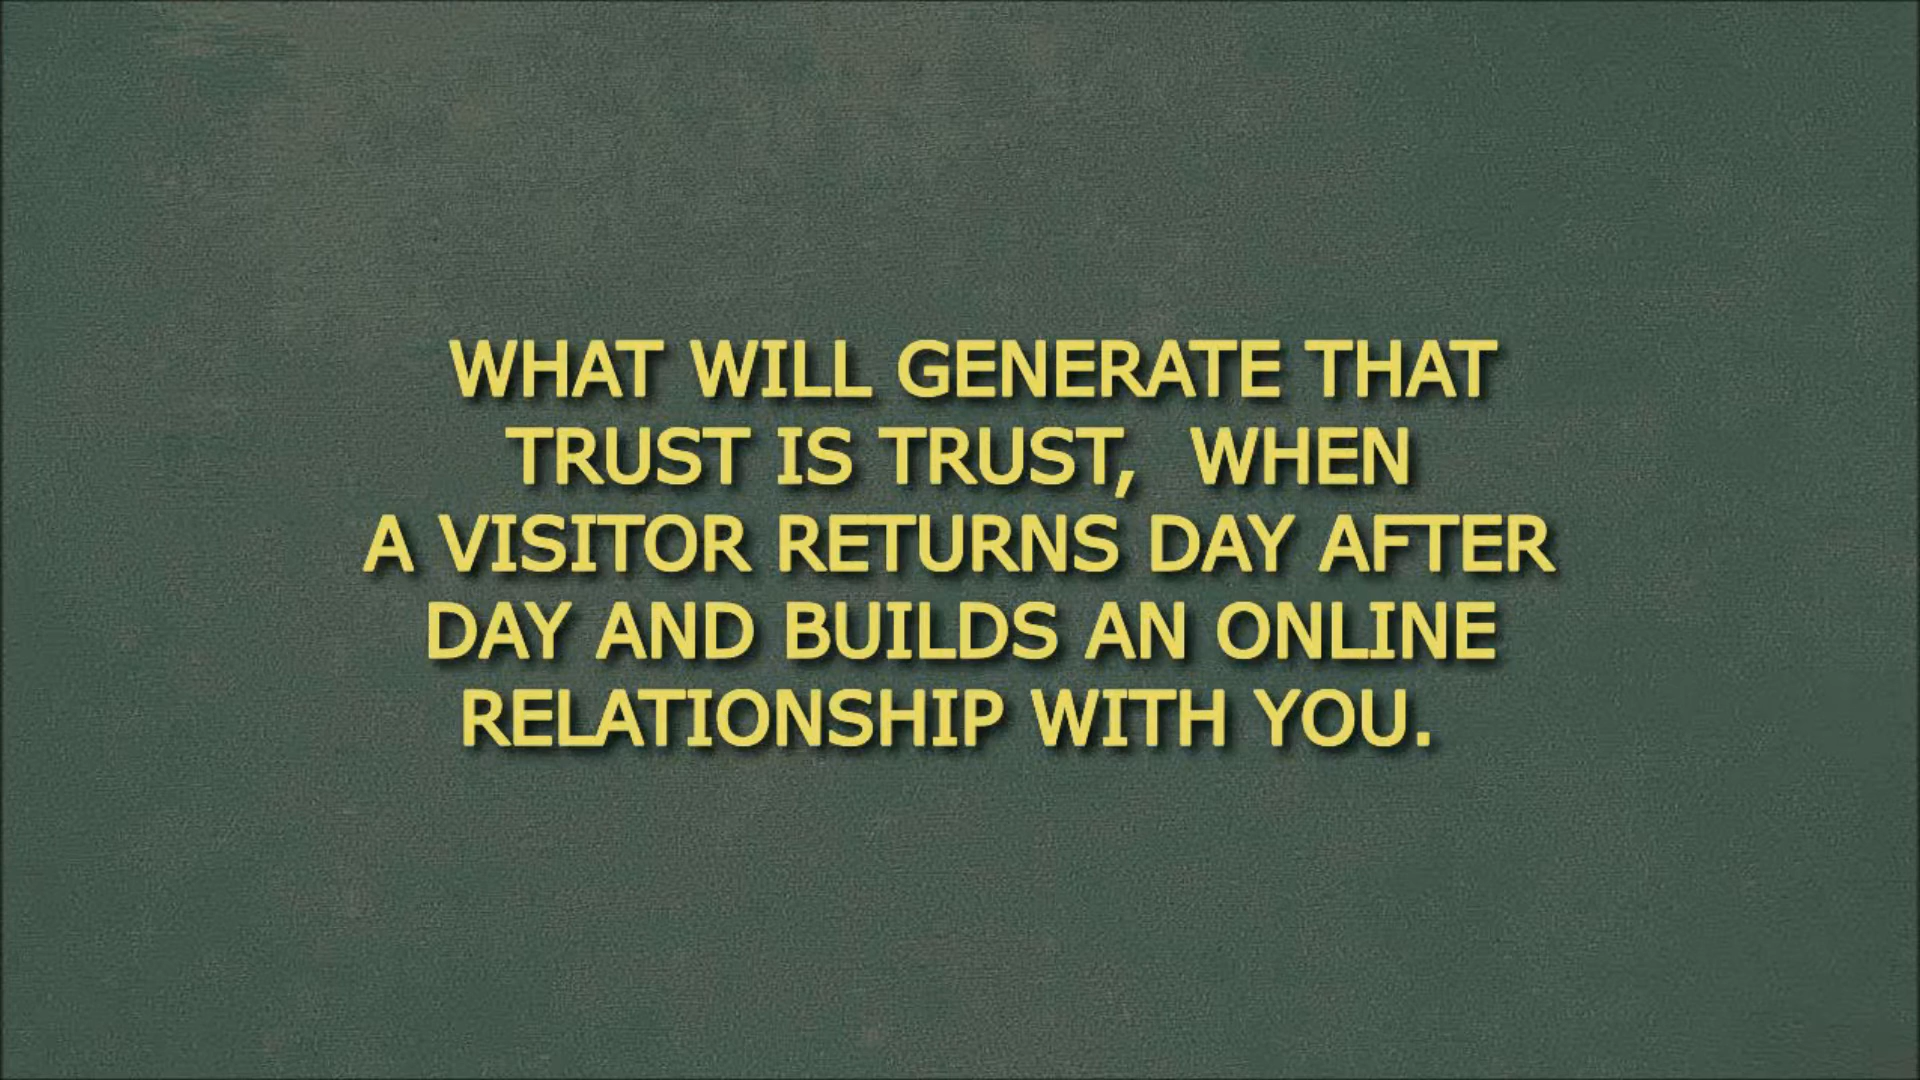 WHAT WILL GENERATE THAT
TRUST IS TRUST,  WHEN
A VISITOR RETURNS DAY AFTER
DAY AND BUILDS AN ONLINE
RELATIONSHIP WITH YOU.